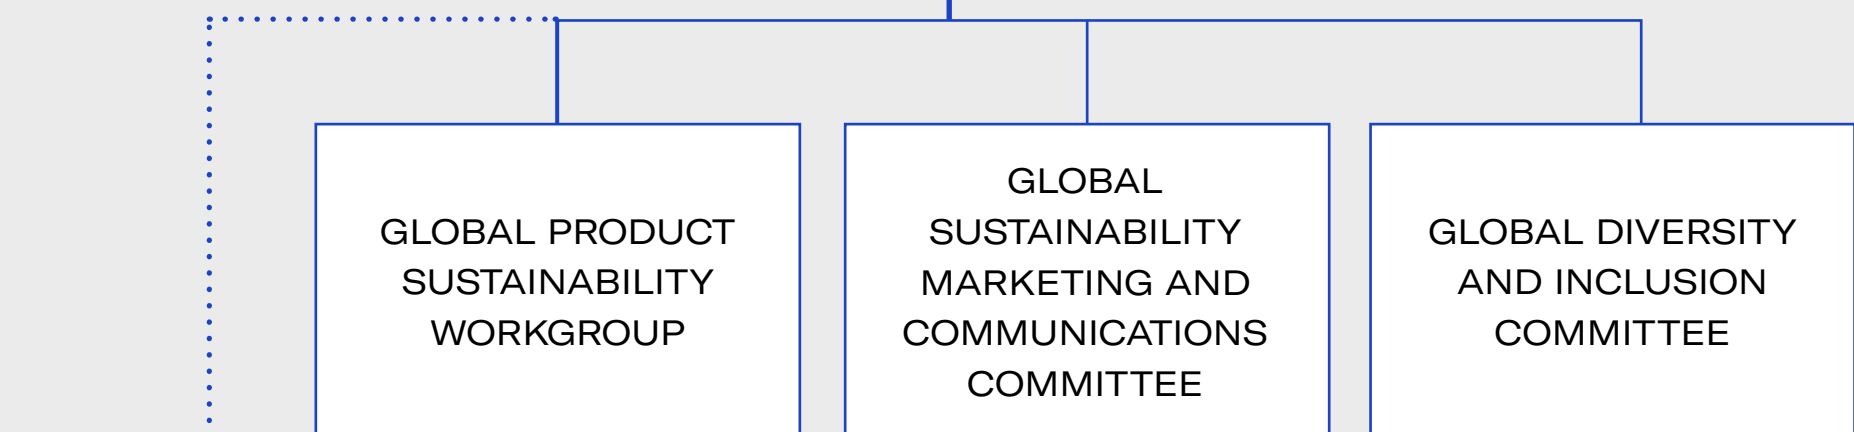 GLOBAL PRODUCT
SUSTAINABILITY
WORKGROUP
GLOBAL
SUSTAINABILITY
MARKETING AND
COMMUNICATIONS
COMMITTEE
GLOBAL DIVERSITY
AND INCLUSION
COMMITTEE